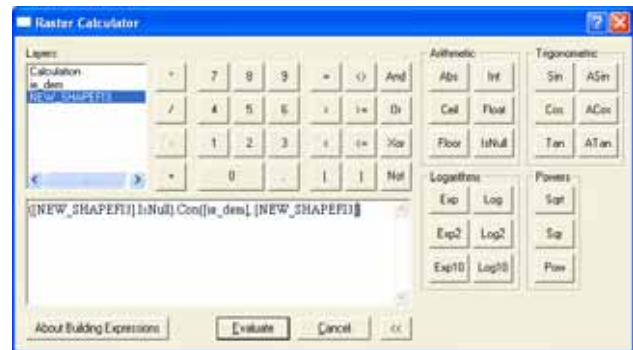 Raster Calculator
Layers:
Calculation
ie_dem
NEW_SHAPEFI3
* 7 8 9 = <> And
/ 4 5 6 > >= Or
- 1 2 3 < <= Xor
+ 0 . ( ) Not
Arithmetic
Abs Int
Ceil Float
Floor IsNull
Trigonometric
Sin ASin
Cos ACos
Tan ATan
Logarithms
Exp Log
Exp2 Log2
Exp10 Log10
Powers
Sqrt
Sqr
Pow
([NEW_SHAPEFI3].IsNull).Con([ie_dem], [NEW_SHAPEFI3])
About Building Expressions Evaluate Cancel <<